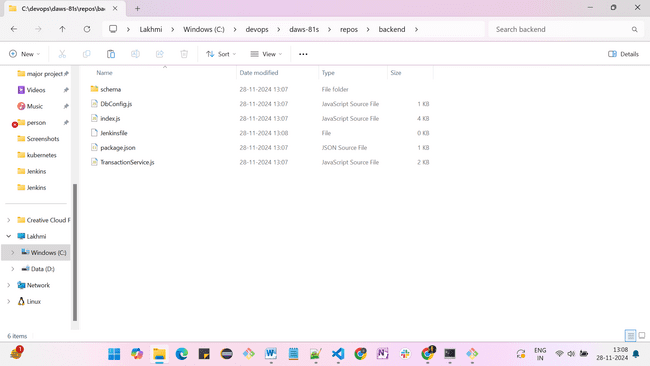 C:\devops\daws-81s\repos\bac
Lakhmi > Windows (C:) > devops > daws-81s > repos > backend >
Search backend
New
Sort
View
Details
Name
Date modified
Type
Size
schema 28-11-2024 13:07 File folder
DbConfig.js 28-11-2024 13:07 JavaScript Source File 1 KB
index.js 28-11-2024 13:07 JavaScript Source File 4 KB
Jenkinsfile 28-11-2024 13:08 File 0 KB
package.json 28-11-2024 13:07 JSON Source File 1 KB
TransactionService.js 28-11-2024 13:07 JavaScript Source File 2 KB
major project
Videos
Music
person
Screenshots
kubernetes
Jenkins
Jenkins
Creative Cloud F
Lakhmi
Windows (C:)
Data (D:)
Network
Linux
6 items
1
1
ENG
IN
13:08
28-11-2024